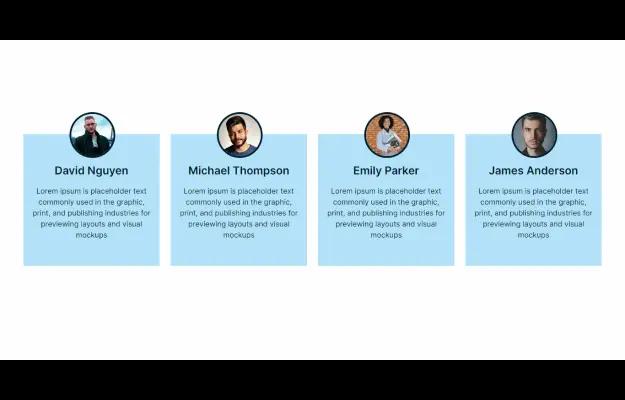 David Nguyen
Lorem ipsum is placeholder text
commonly used in the graphic,
print, and publishing industries for
previewing layouts and visual
mockups
Michael Thompson
Lorem ipsum is placeholder text
commonly used in the graphic,
print, and publishing industries for
previewing layouts and visual
mockups
Emily Parker
Lorem ipsum is placeholder text
commonly used in the graphic,
print, and publishing industries for
previewing layouts and visual
mockups
James Anderson
Lorem ipsum is placeholder text
commonly used in the graphic,
print, and publishing industries for
previewing layouts and visual
mockups